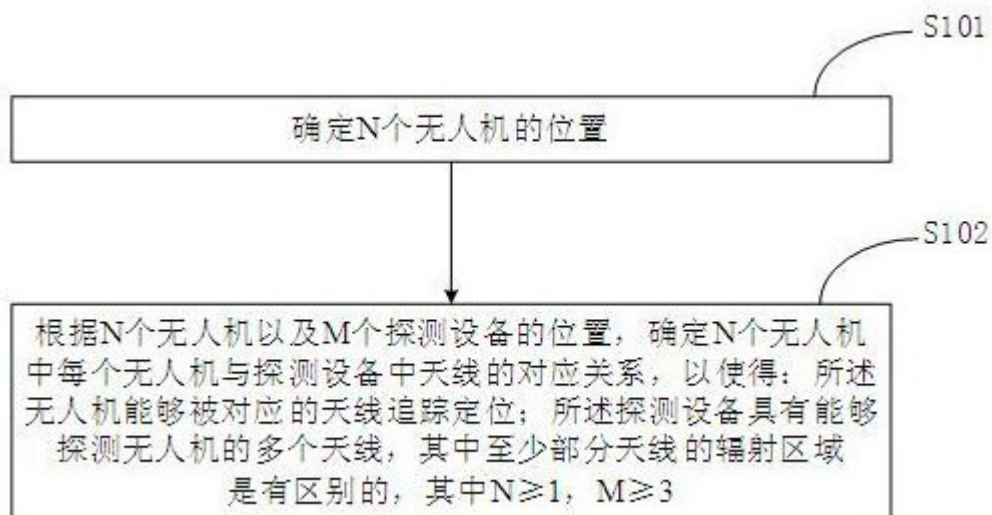 S101
确定N个无人机的位置
S102
根据N个无人机以及M个探测设备的位置，确定N个无人机
中每个无人机与探测设备中天线的对应关系，以使得：所述
无人机能够被对应的天线追踪定位；所述探测设备具有能够
探测无人机的多个天线，其中至少部分天线的辐射区域
是有区别的，其中N≥1，M≥3